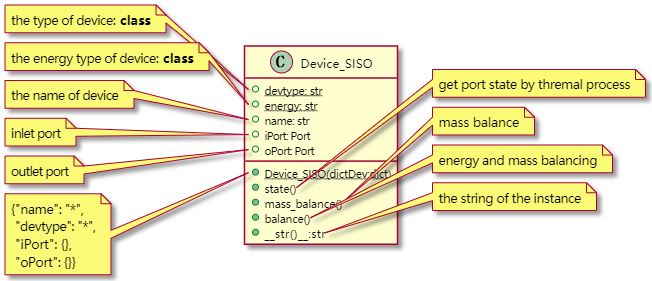 the type of device: class
the energy type of device: class
the name of device
inlet port
outlet port
{"name": "*",
"devtype": "*",
"iPort": {},
"oPort": {}}
C Device_SISO
devtype: str
energy: str
name: str
iPort: Port
oPort: Port
Device_SISO(dictDev:dict)
state()
mass_balance()
balance()
__str()__:str
get port state by thremal process
mass balance
energy and mass balancing
the string of the instance